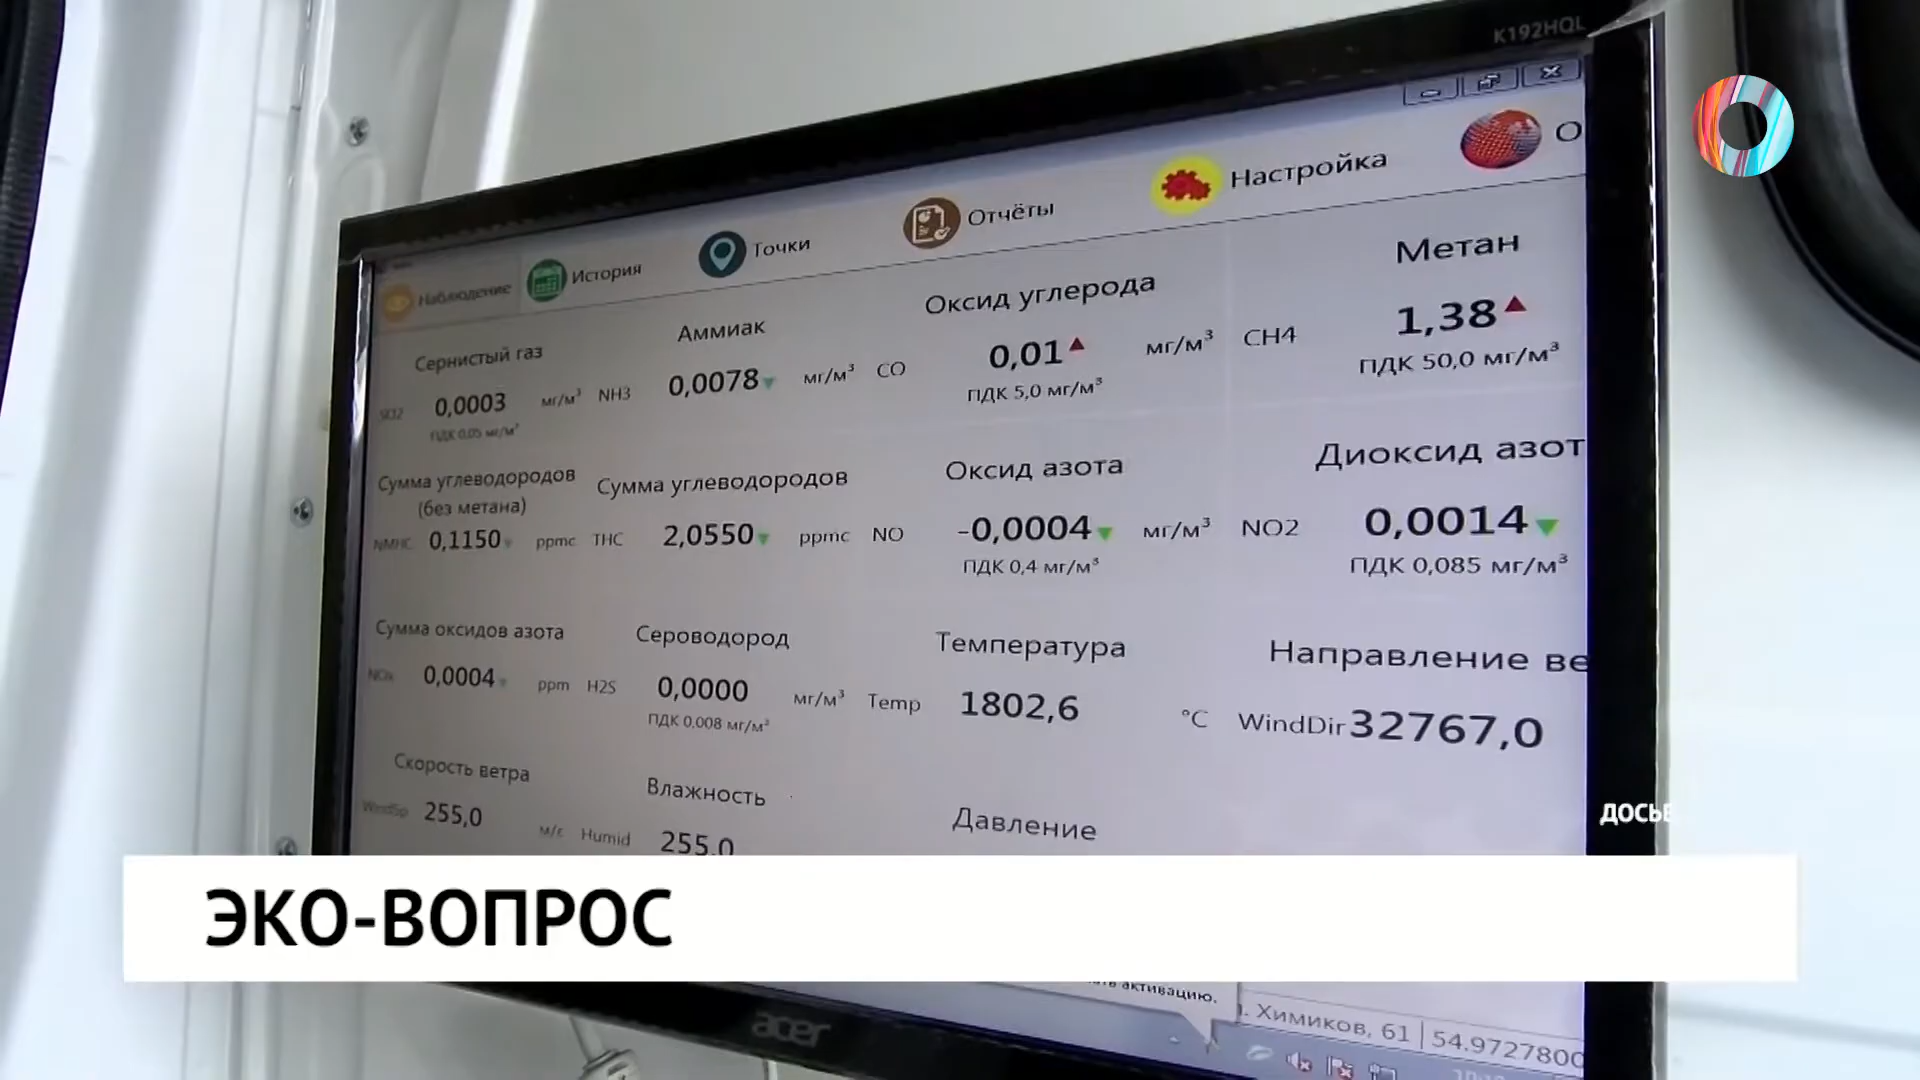 K192HQL
Наблюдение
История
Точки
Отчёты
Настройка
О
Сернистый газ
SO2 0,0003 мг/м³
ПДК 0,05 мг/м³
Аммиак
NH3 0,0078 мг/м³
Оксид углерода
CO 0,01 мг/м³
ПДК 5,0 мг/м³
Метан
CH4 1,38
ПДК 50,0 мг/м³
Сумма углеводородов
(без метана)
NMHC 0,1150 ppmc
Сумма углеводородов
THC 2,0550 ppmc
Оксид азота
NO -0,0004 мг/м³
ПДК 0,4 мг/м³
Диоксид азот
NO2 0,0014
ПДК 0,085 мг/м³
Сумма оксидов азота
NOx 0,0004 ppm
Сероводород
H2S 0,0000 мг/м³
ПДК 0,008 мг/м³
Температура
Temp 1802,6 °C
Направление ве
WindDir 32767,0
Скорость ветра
WindSp 255,0 м/с
Влажность
Humid 255,0
Давление
ДОСЬЕ
ЭКО-ВОПРОС
активацию.
acer
. Химиков, 61 | 54.9727800